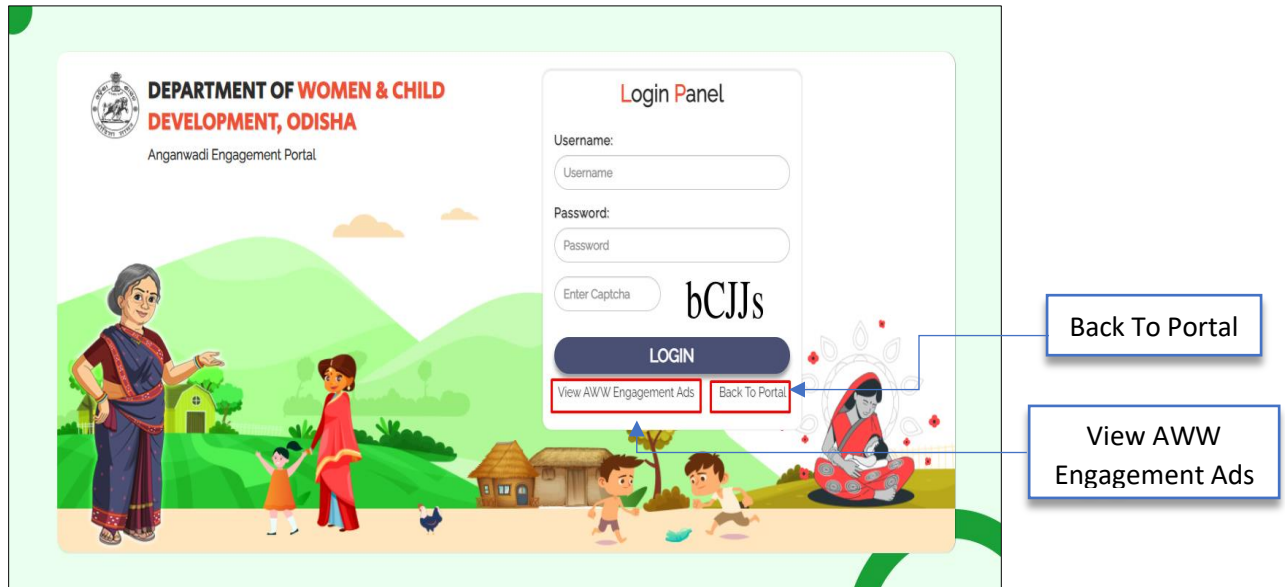 DEPARTMENT OF WOMEN & CHILD
DEVELOPMENT, ODISHA
Anganwadi Engagement Portal
Login Panel
Username:
Username
Password:
Password
Enter Captcha
bCJJs
LOGIN
View AWW Engagement Ads
Back To Portal
Back To Portal
View AWW
Engagement Ads